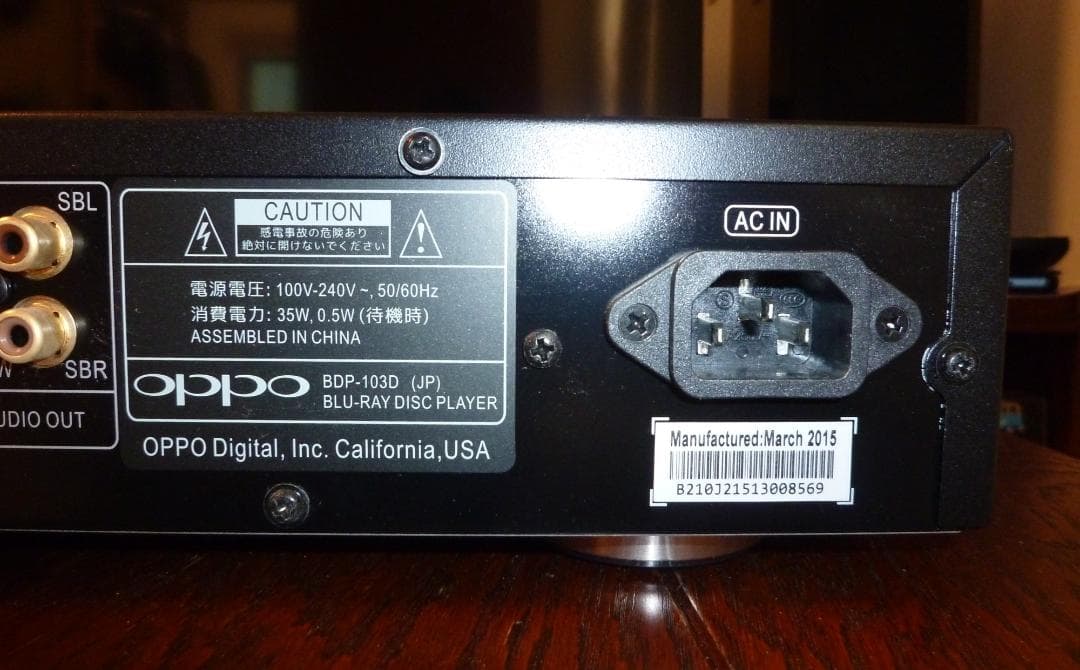 SBL
SBR
AUDIO OUT
CAUTION
感電事故の危険あり
絶対に開けないでください
電源電圧: 100V-240V ~, 50/60Hz
消費電力: 35W, 0.5W (待機時)
ASSEMBLED IN CHINA
oppo
BDP-103D (JP)
BLU-RAY DISC PLAYER
OPPO Digital, Inc. California,USA
AC IN
Manufactured:March 2015
B210J21513008569